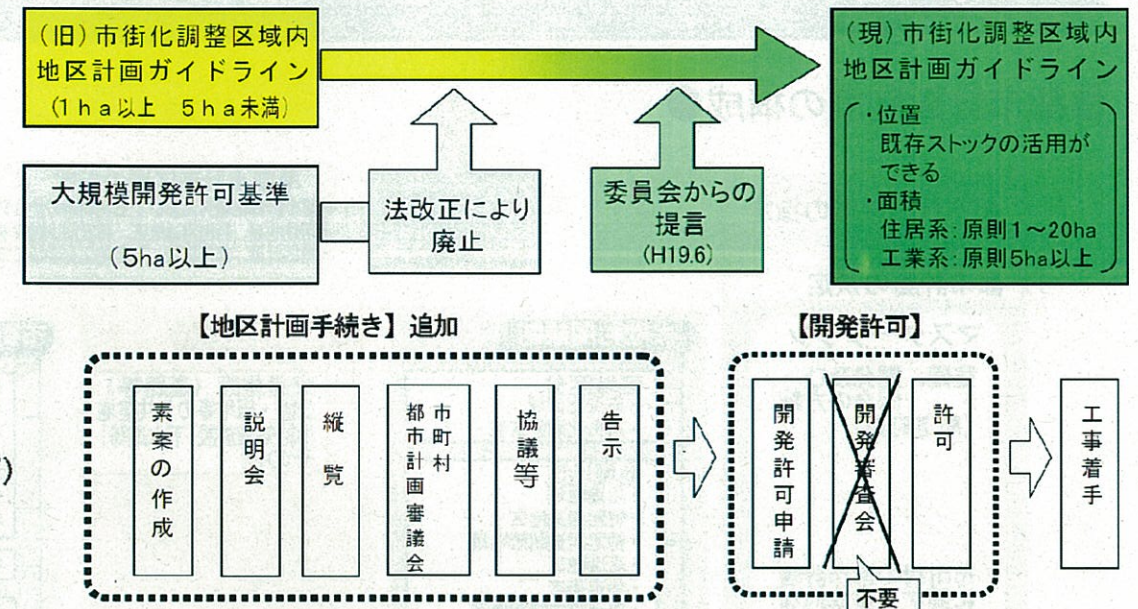 (旧)市街化調整区域内
地区計画ガイドライン
(1ha以上 5ha未満)
(現)市街化調整区域内
地区計画ガイドライン
・位置
既存ストックの活用が
できる
・面積
住居系:原則1～20ha
工業系:原則5ha以上
大規模開発許可基準
(5ha以上)
法改正により
廃止
委員会からの
提言
(H19.6)
【地区計画手続き】追加
素案の作成
説明会
縦覧
市町村
都市計画審議会
協議等
告示
【開発許可】
開発許可申請
開発審査会
許可
不要
工事着手
)